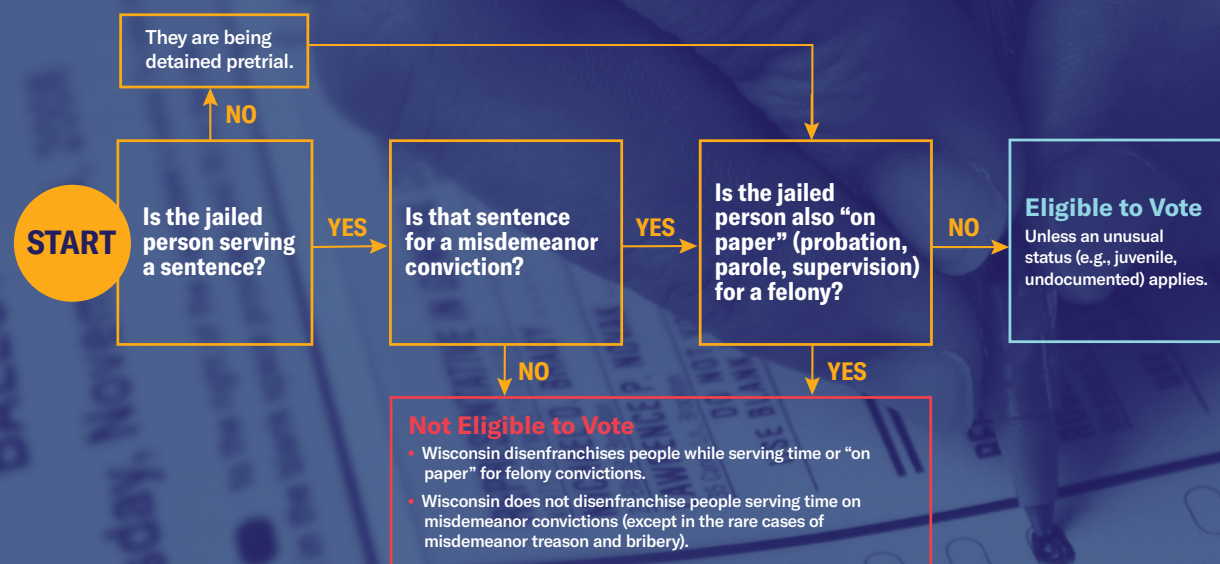 They are being
detained pretrial.
NO
START
Is the jailed
person serving
a sentence?
YES
Is that sentence
for a misdemeanor
conviction?
YES
Is the jailed
person also “on
paper” (probation,
parole, supervision)
for a felony?
NO
Eligible to Vote
Unless an unusual
status (e.g., juvenile,
undocumented) applies.
NO
YES
Not Eligible to Vote
• Wisconsin disenfranchises people while serving time or “on
paper” for felony convictions.
• Wisconsin does not disenfranchise people serving time on
misdemeanor convictions (except in the rare cases of
misdemeanor treason and bribery).